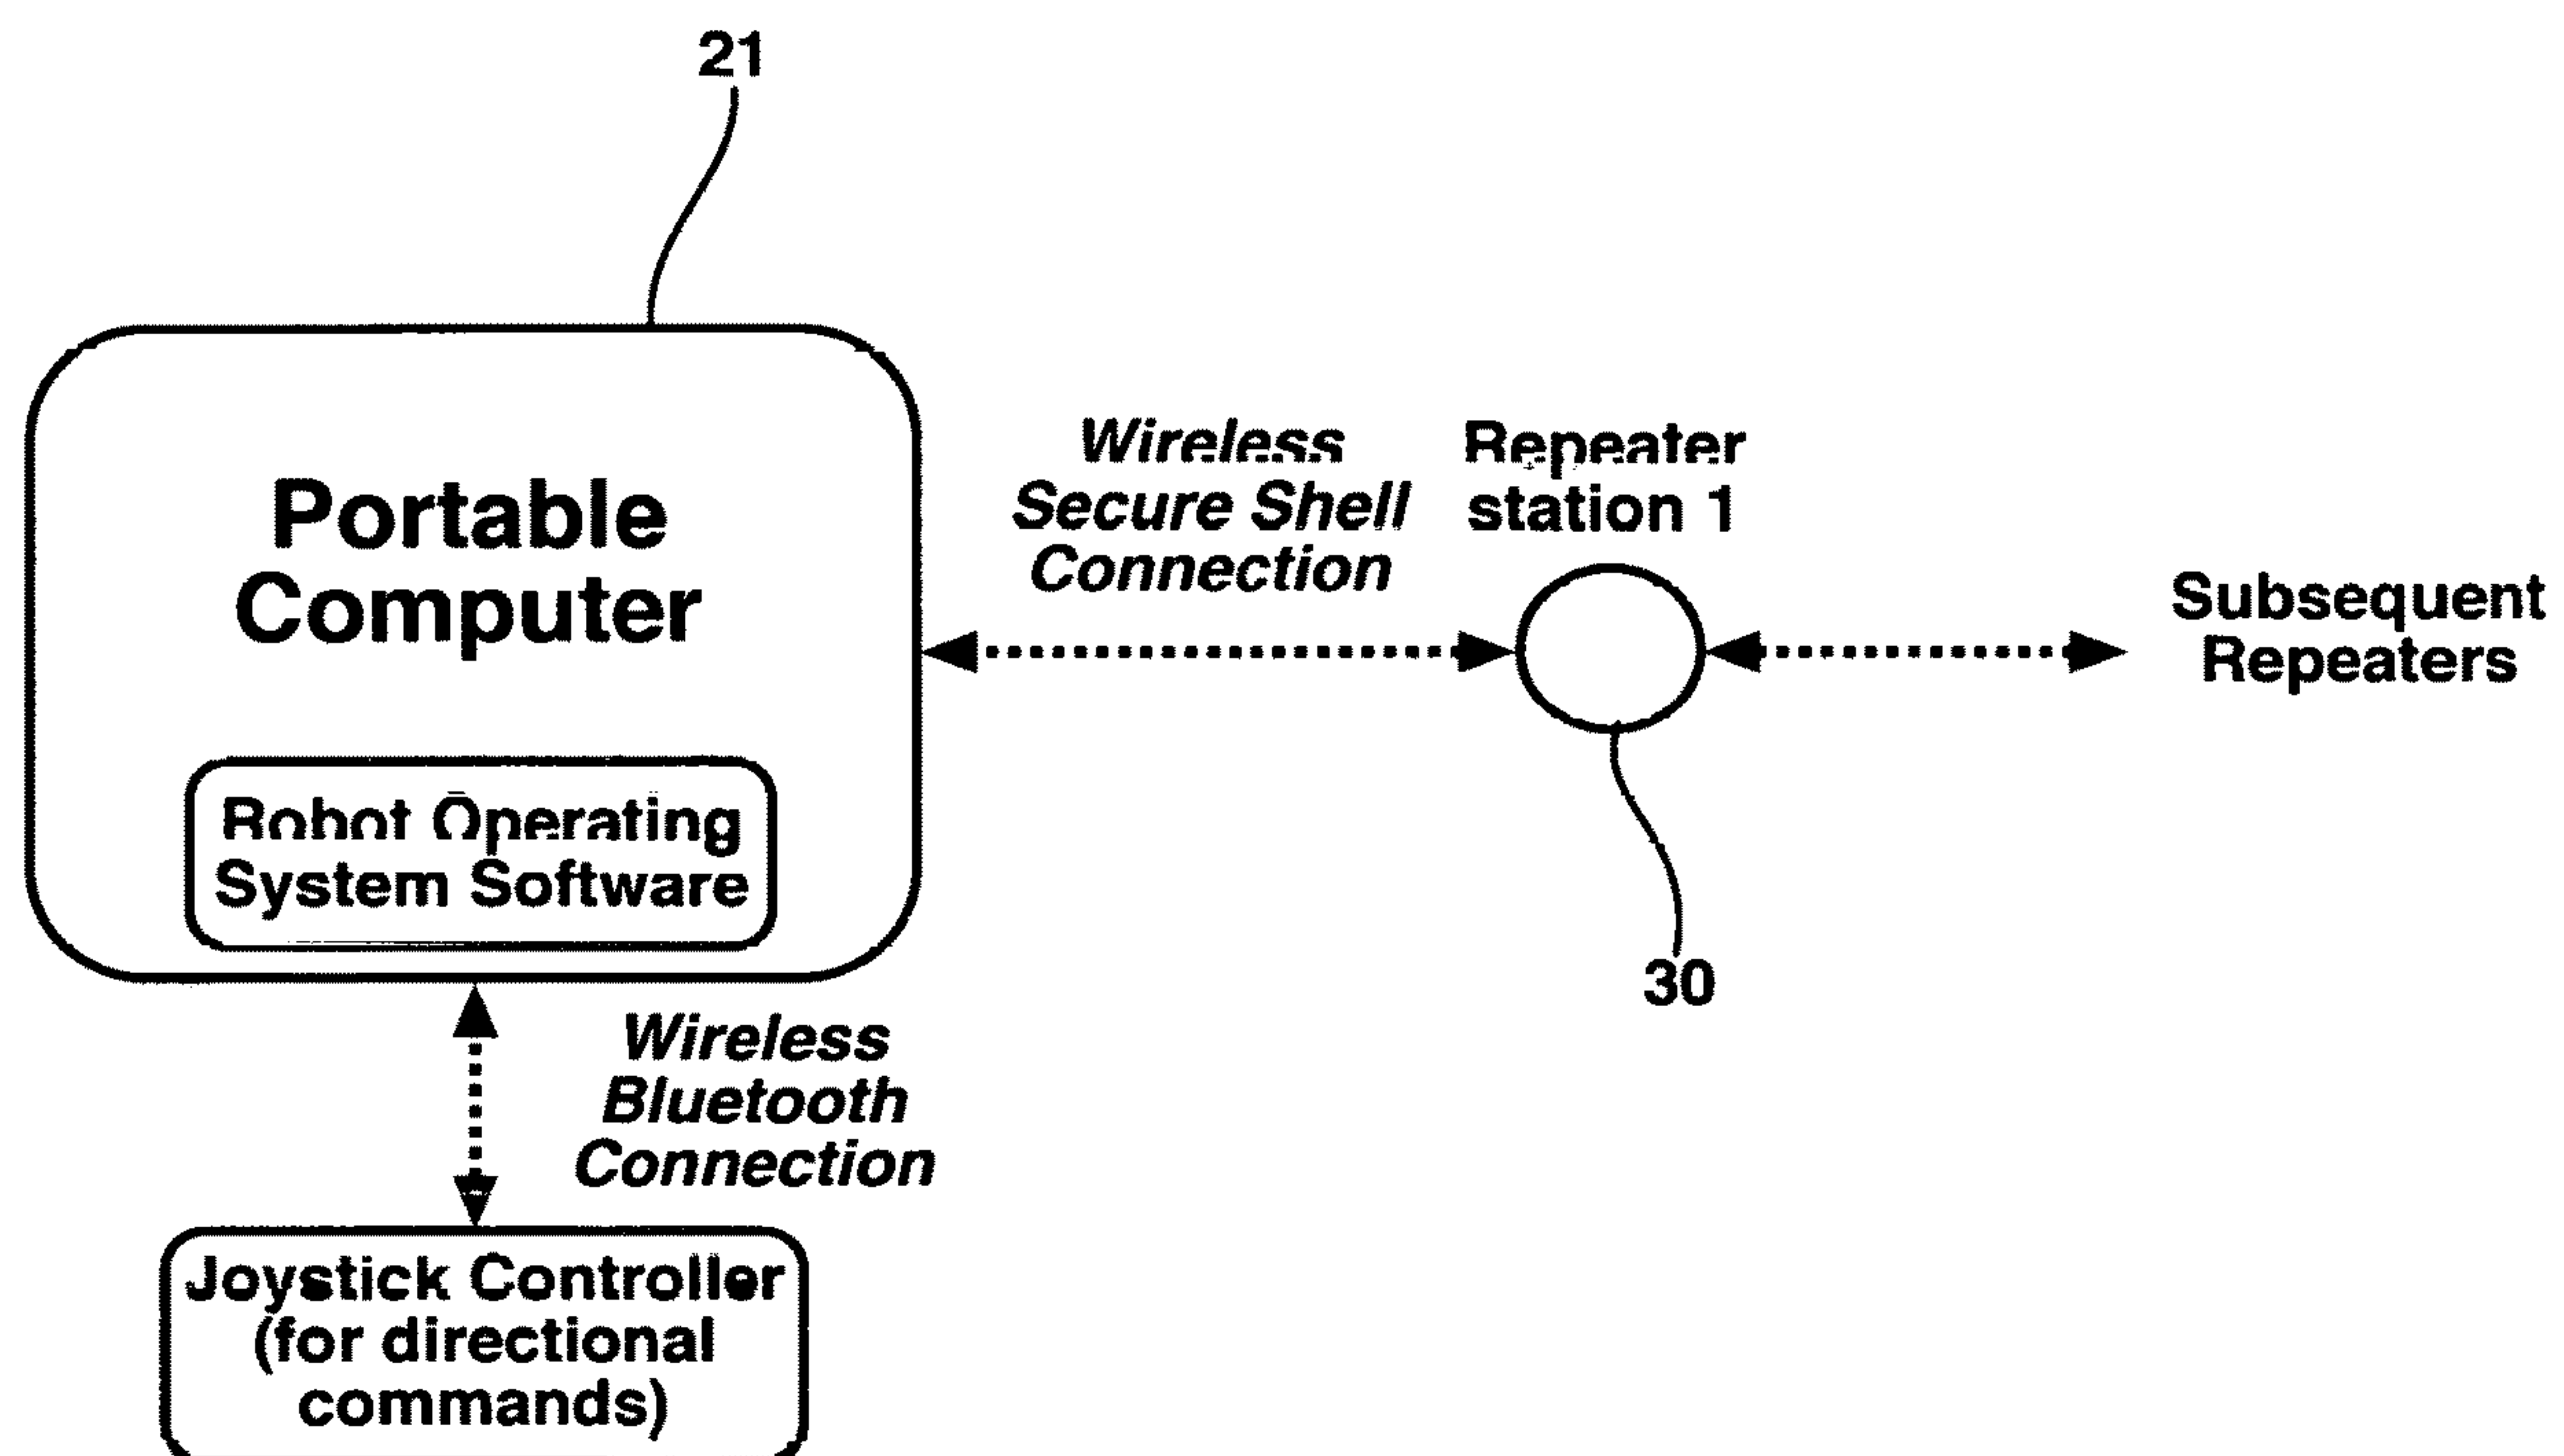 21
Portable
Computer
Robot Operating
System Software
Wireless
Secure Shell
Connection
Repeater
station 1
Subsequent
Repeaters
30
Wireless
Bluetooth
Connection
Joystick Controller
(for directional
commands)